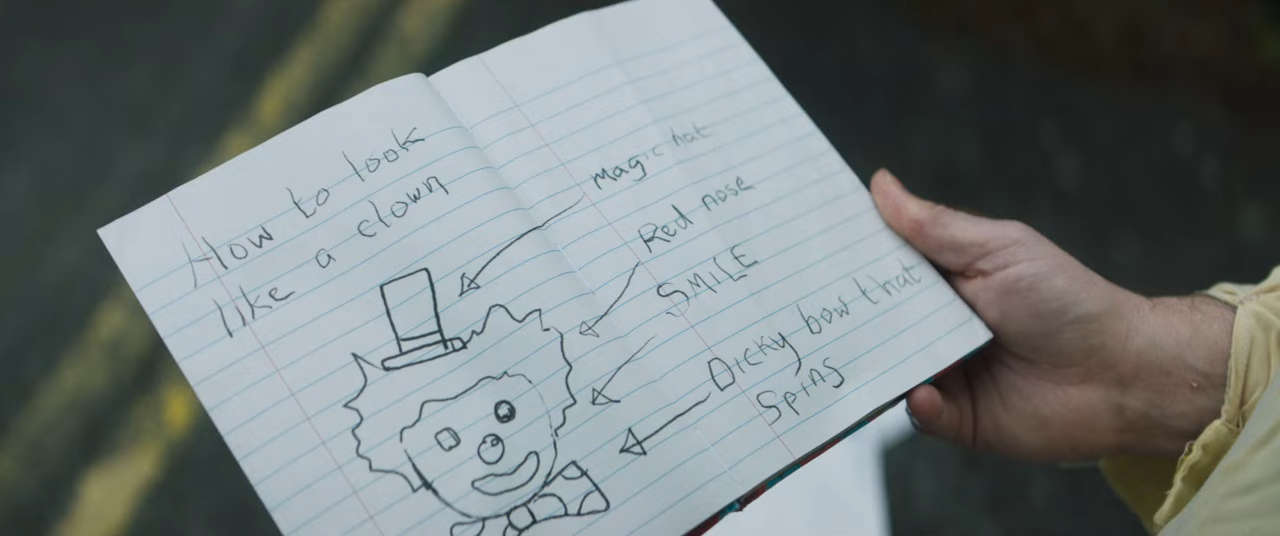 How to look
like a clown
Magic hat
Red nose
SMILE
Dicky bow that
Spins